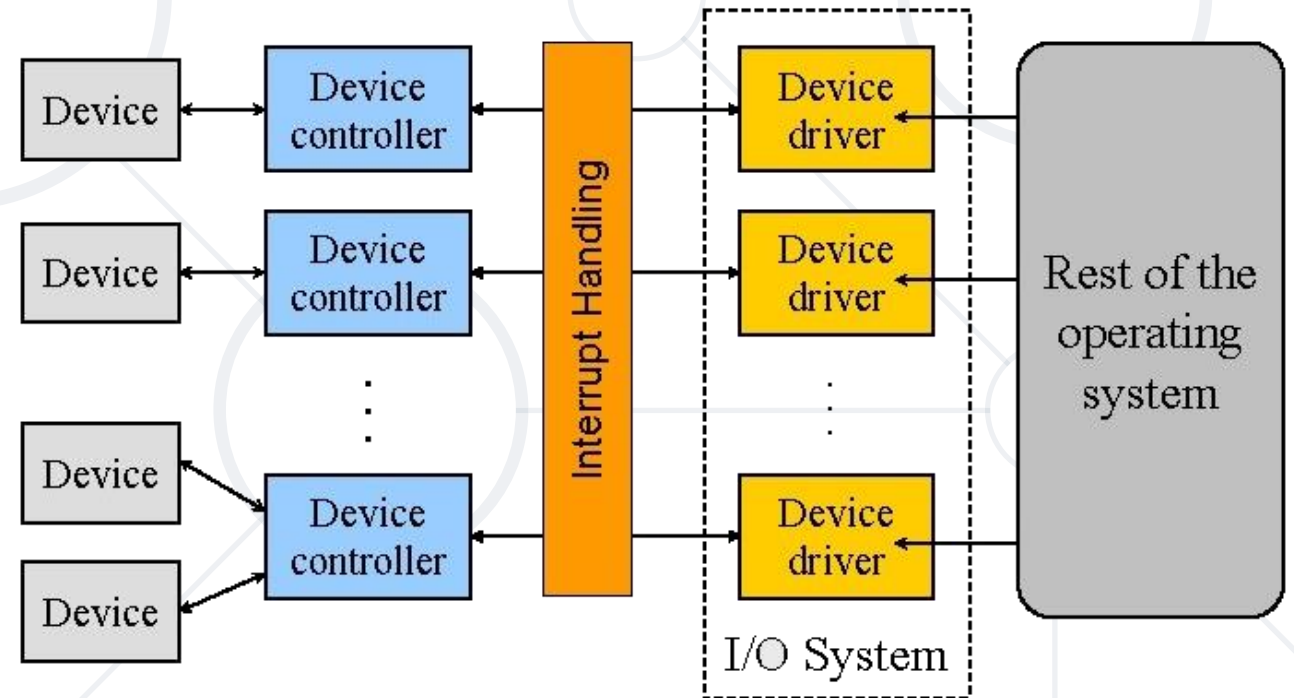 Device
Device
controller
Device
driver
Device
Device
controller
Device
driver
Interrupt Handling
Rest of the
operating
system
Device
Device
controller
Device
driver
Device
I/O System